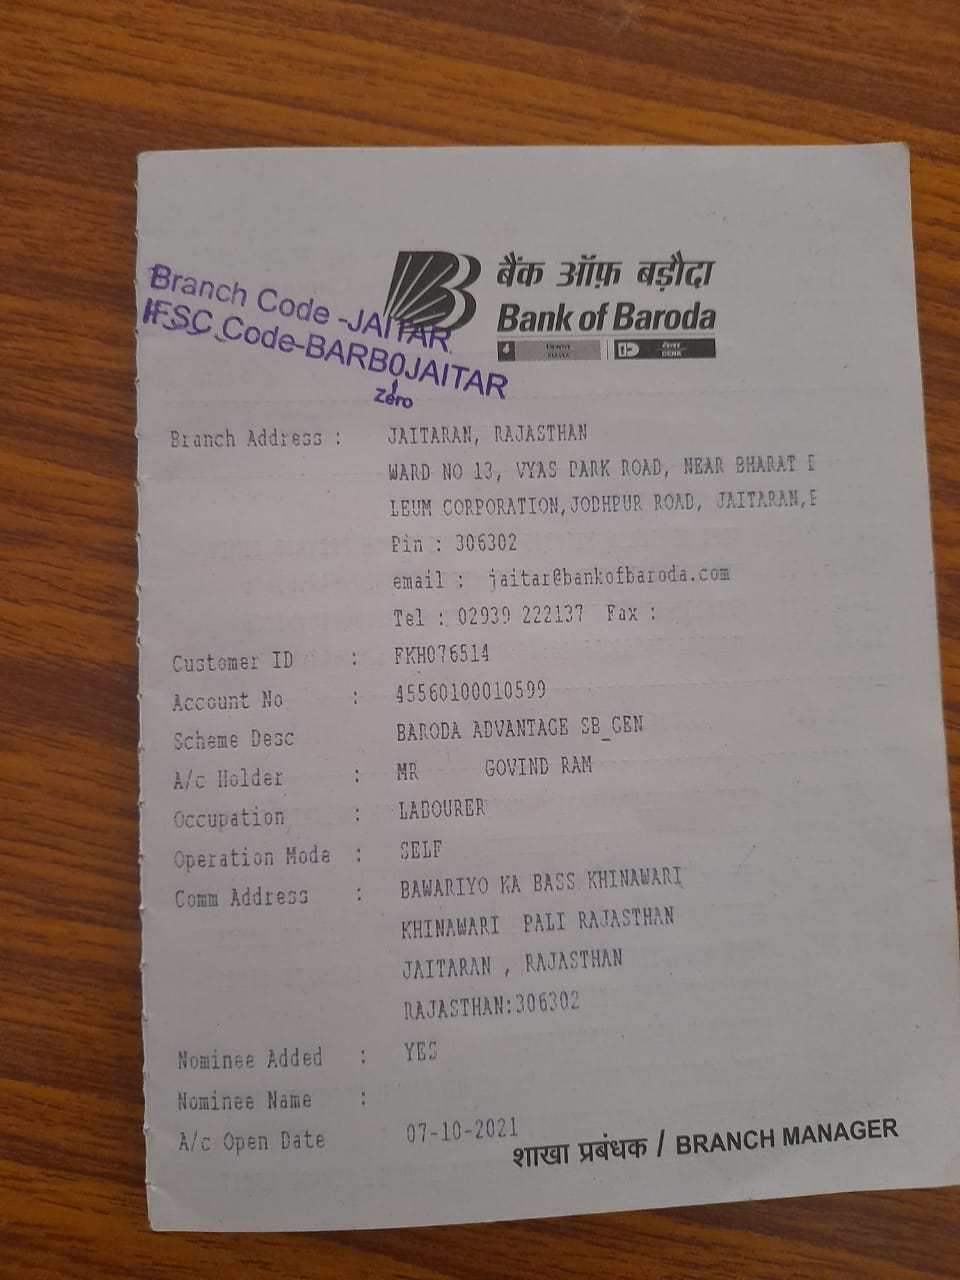 Branch Code -JAITAR
IFSC Code-BARB0JAITAR
Zero
बैंक ऑफ़ बड़ौदा
Bank of Baroda
VIJAYA
देना
DENA
Branch Address : JAITARAN, RAJASTHAN
WARD NO 13, VYAS PARK ROAD, NEAR BHARAT
LEUM CORPORATION,JODHPUR ROAD, JAITARAN,
Pin : 306302
email : jaitar@bankofbaroda.com
Tel : 02939 222137 Fax :
Customer ID : FKH076514
Account No : 45560100010599
Scheme Desc BARODA ADVANTAGE SB_GEN
A/c Holder : MR GOVIND RAM
Occupation : LABOURER
Operation Mode : SELF
Comm Address : BAWARIYO KA BASS KHINAWARI
KHINAWARI PALI RAJASTHAN
JAITARAN , RAJASTHAN
RAJASTHAN:306302
Nominee Added : YES
Nominee Name :
A/c Open Date 07-10-2021
शाखा प्रबंधक / BRANCH MANAGER